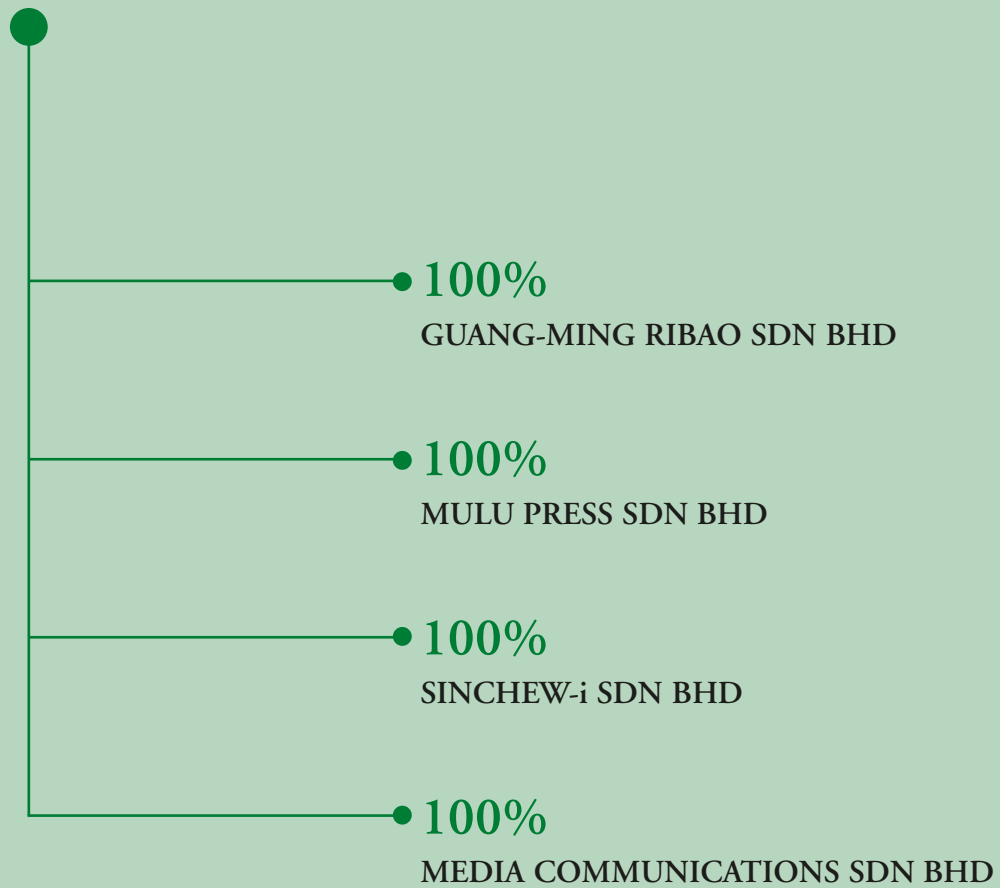 100%
GUANG-MING RIBAO SDN BHD
100%
MULU PRESS SDN BHD
100%
SINCHEW-i SDN BHD
100%
MEDIA COMMUNICATIONS SDN BHD